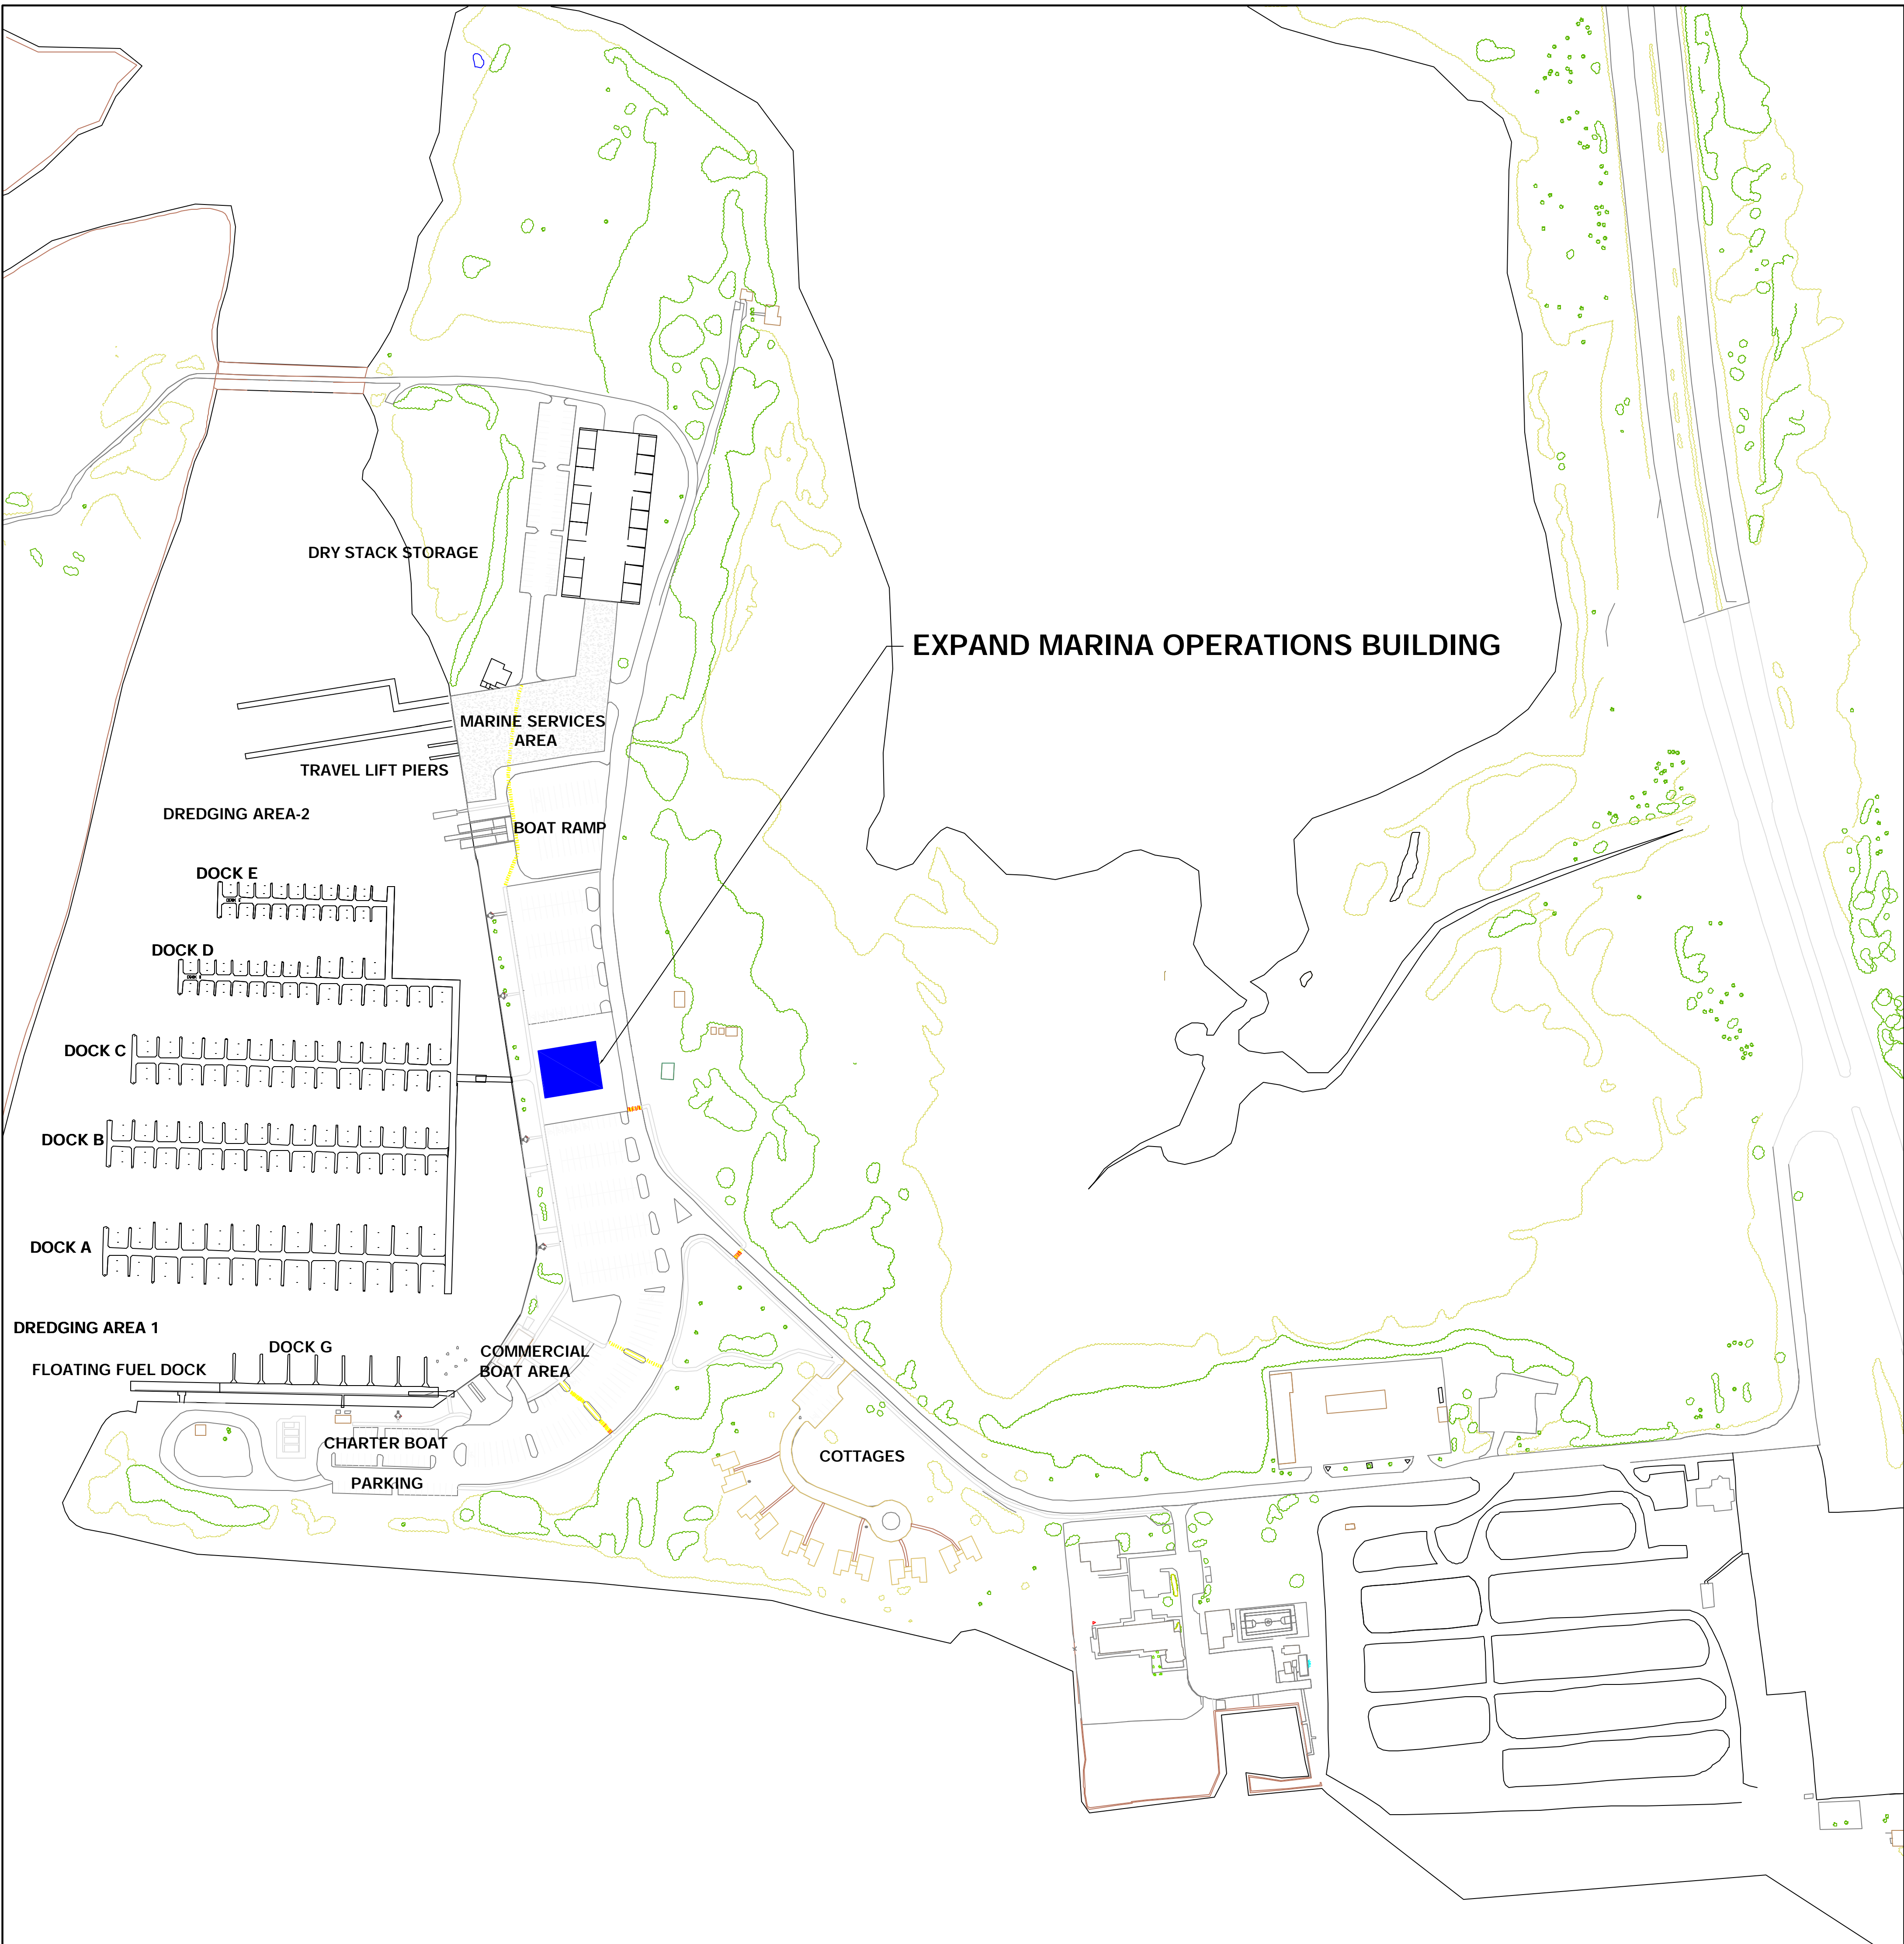 DRY STACK STORAGE
EXPAND MARINA OPERATIONS BUILDING
MARINE SERVICES
AREA
TRAVEL LIFT PIERS
DREDGING AREA-2
BOAT RAMP
DOCK E
DOCK D
DOCK C
DOCK B
DOCK A
DREDGING AREA 1
DOCK G
FLOATING FUEL DOCK
COMMERCIAL
BOAT AREA
CHARTER BOAT
PARKING
COTTAGES